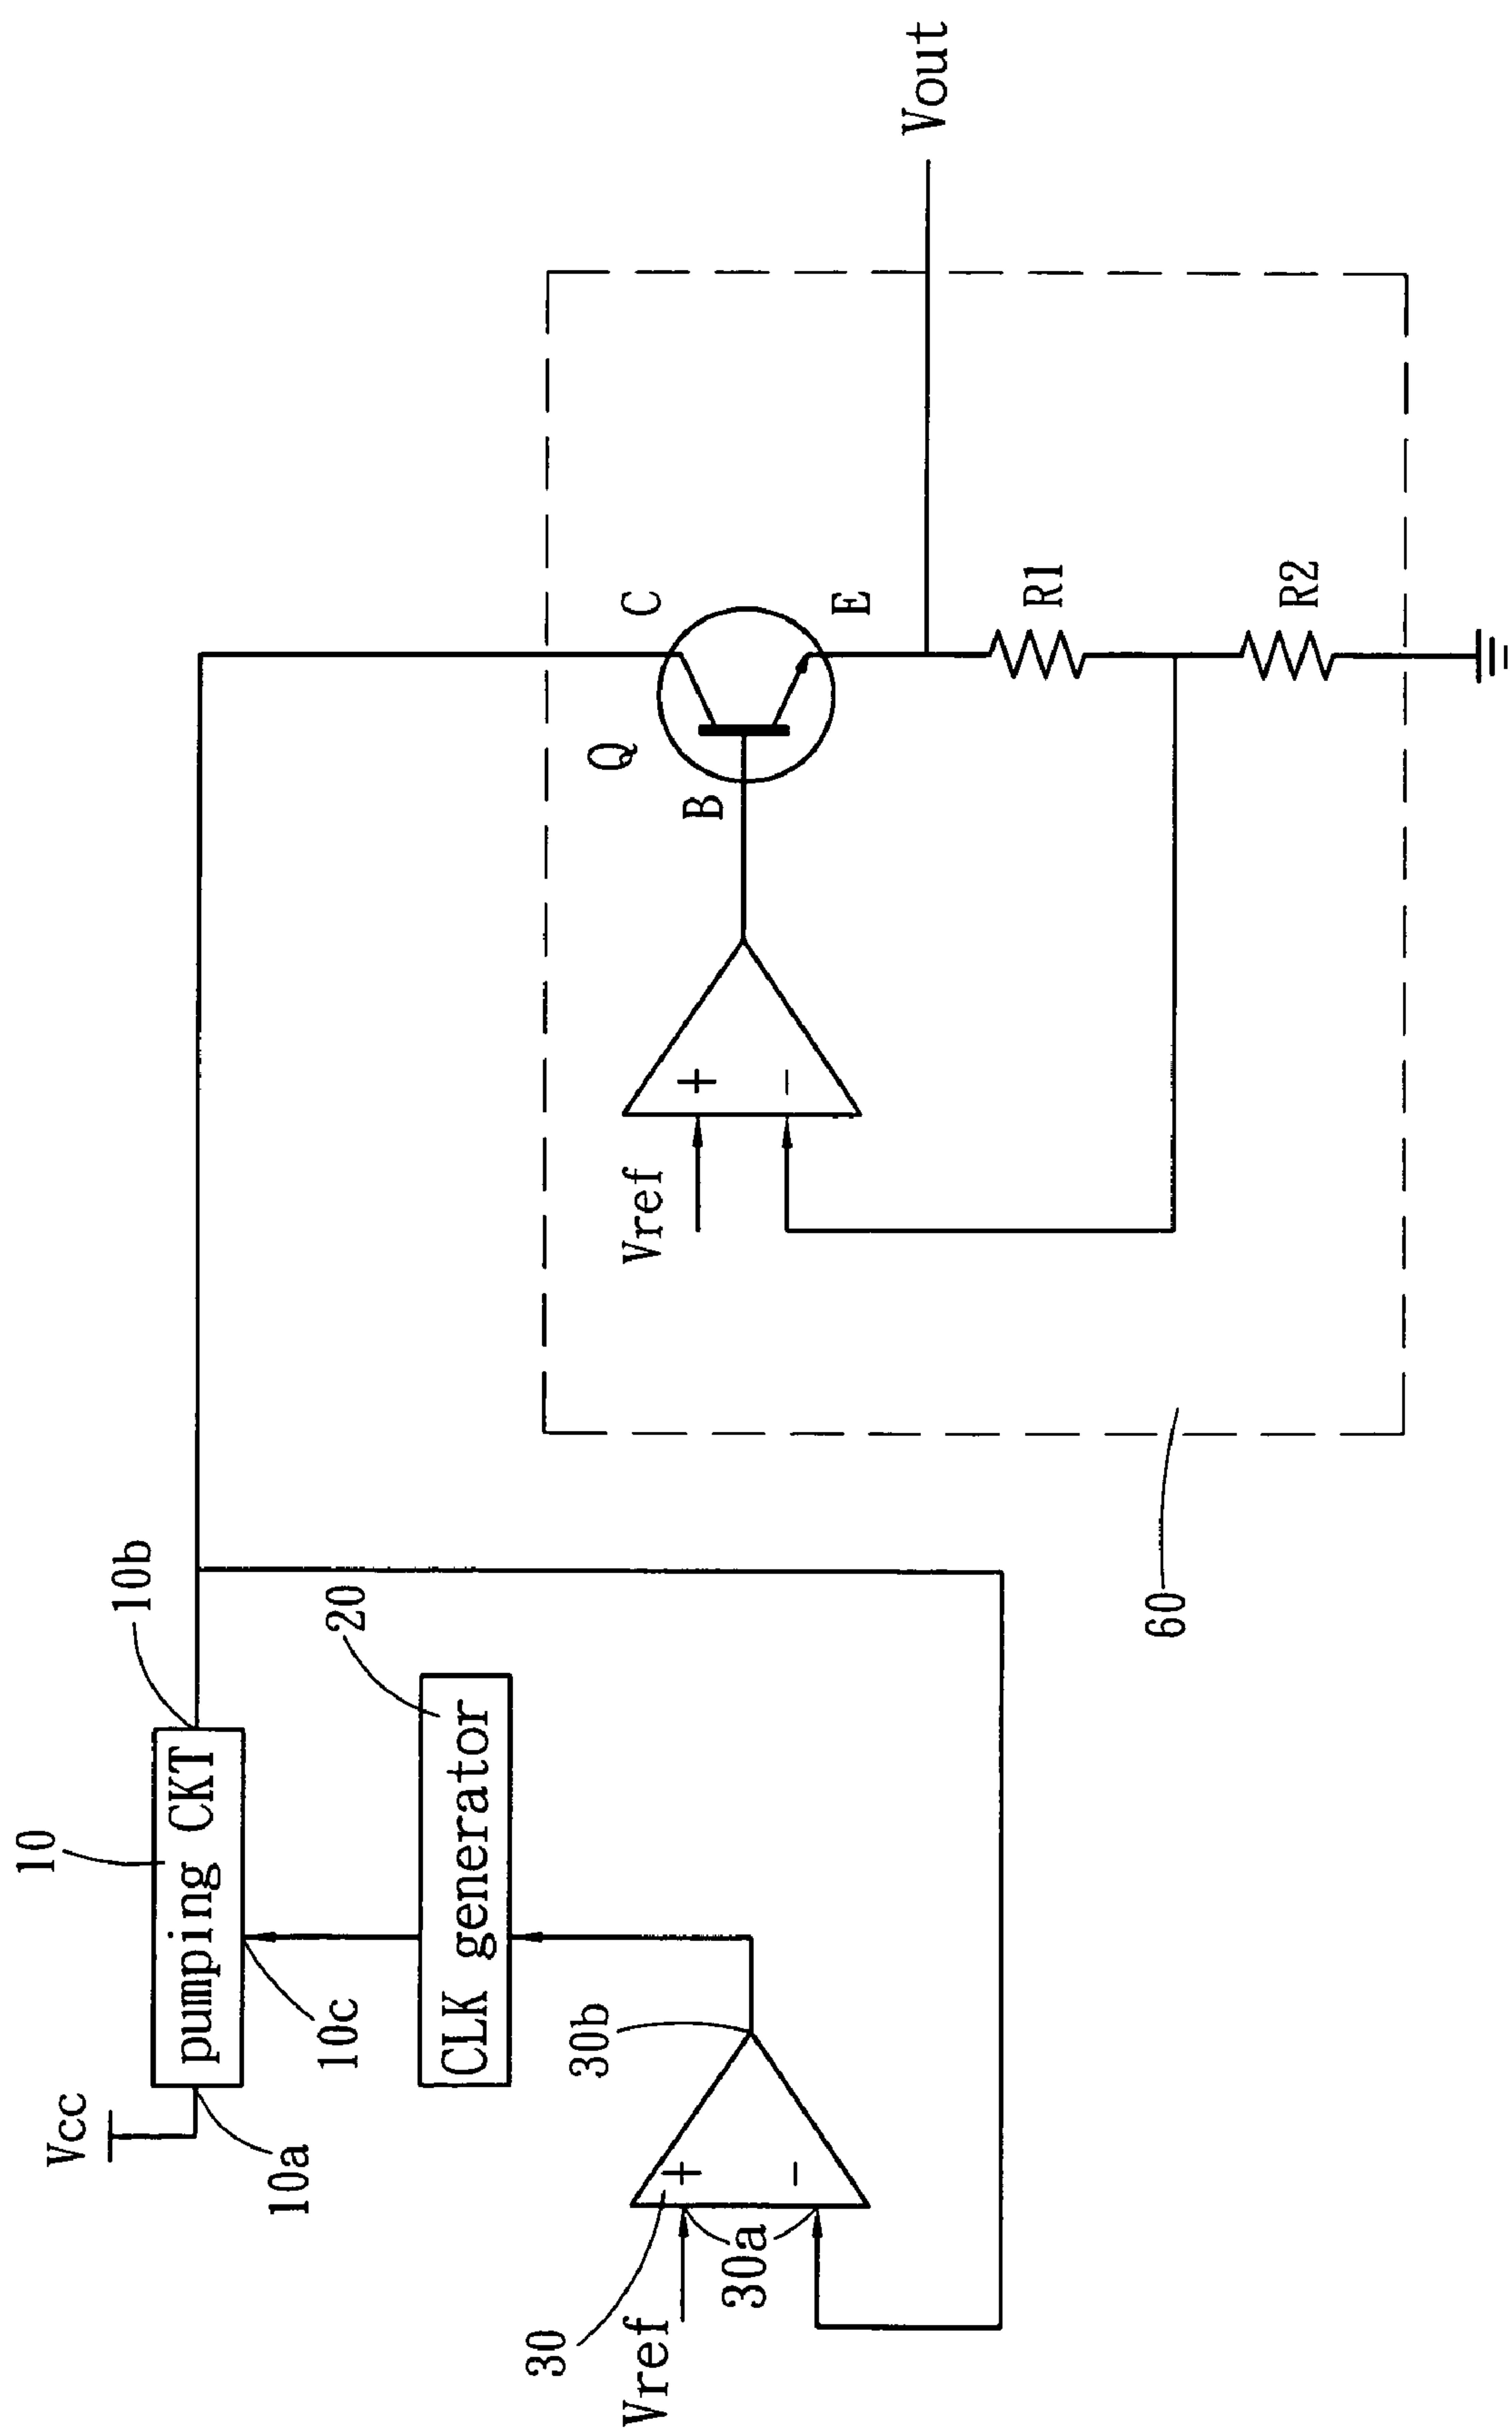 Vcc
10
pumping CKT
10a
10b
10c
20
CLK generator
30b
30
Vref
+
-
30a
60
Vref
+
-
Q
B
C
E
R1
R2
Vout